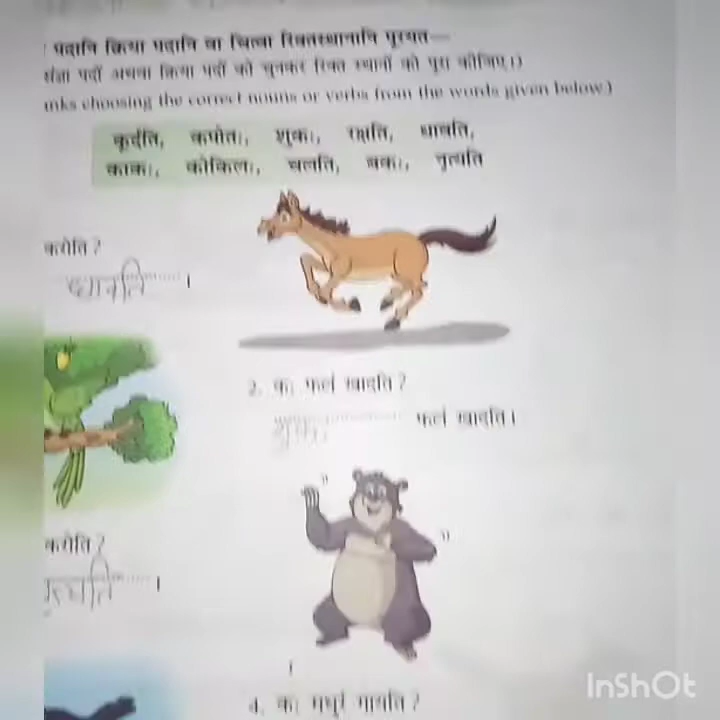 पदानि क्रिया पदानि वा चित्वा रिक्तस्थानानि पूरयत—
संज्ञा पदों अथवा क्रिया पदों को चुनकर रिक्त स्थानों को पूरा कीजिए।)
nks choosing the correct nouns or verbs from the words given below.)
कूर्दति, कपोतः, शुकः, रक्षति, धावति,
काकः, कोकिलः, चलति, बकः, नृत्यति
करोति ?
धावति ।
2. कः फलं खादति ?
शुकः फलं खादति।
करोति ?
नृत्यति ।
4. कः मधुरं गायति ?
InShOt